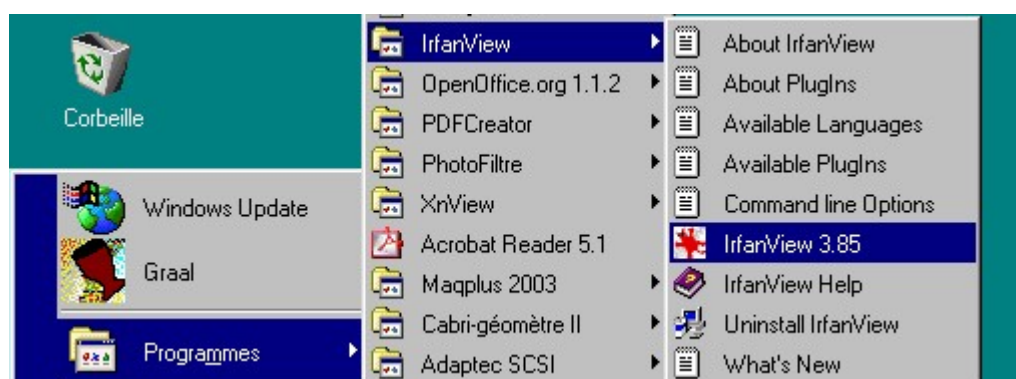 Corbeille
Windows Update
Graal
Programmes
IrfanView
OpenOffice.org 1.1.2
PDFCreator
PhotoFiltre
XnView
Acrobat Reader 5.1
Maqplus 2003
Cabri-géomètre II
Adaptec SCSI
About IrfanView
About PlugIns
Available Languages
Available PlugIns
Command line Options
IrfanView 3.85
IrfanView Help
Uninstall IrfanView
What's New